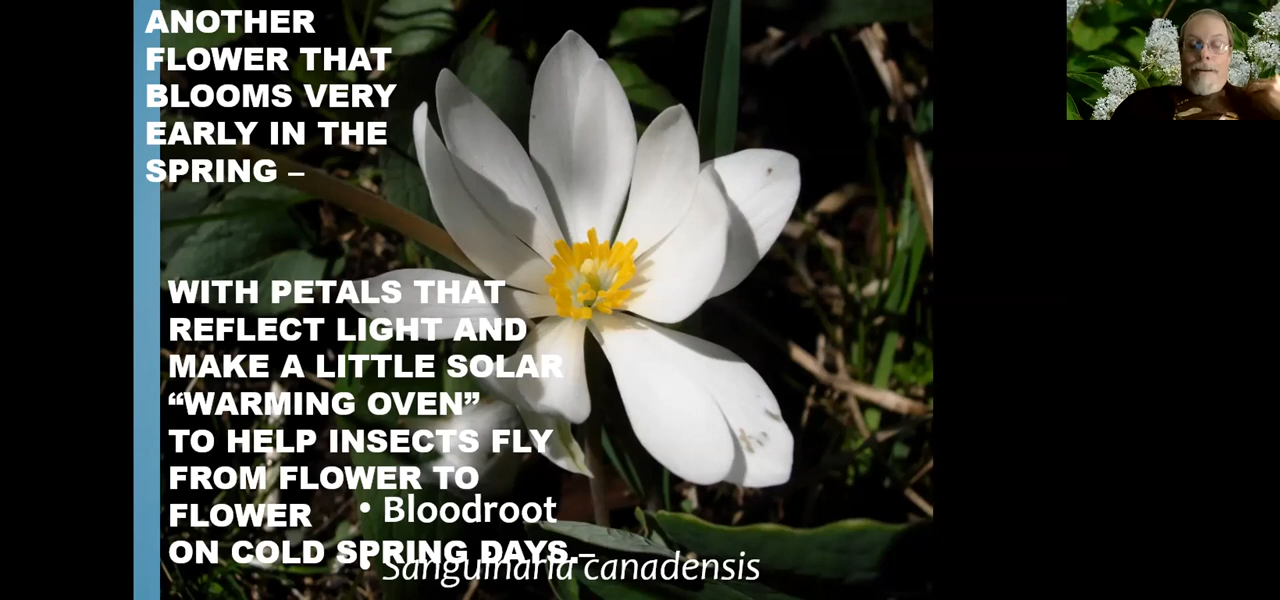 ANOTHER
FLOWER THAT
BLOOMS VERY
EARLY IN THE
SPRING –
WITH PETALS THAT
REFLECT LIGHT AND
MAKE A LITTLE SOLAR
“WARMING OVEN”
TO HELP INSECTS FLY
FROM FLOWER TO
FLOWER
ON COLD SPRING DAYS.–
• Bloodroot
• Sanguinaria canadensis